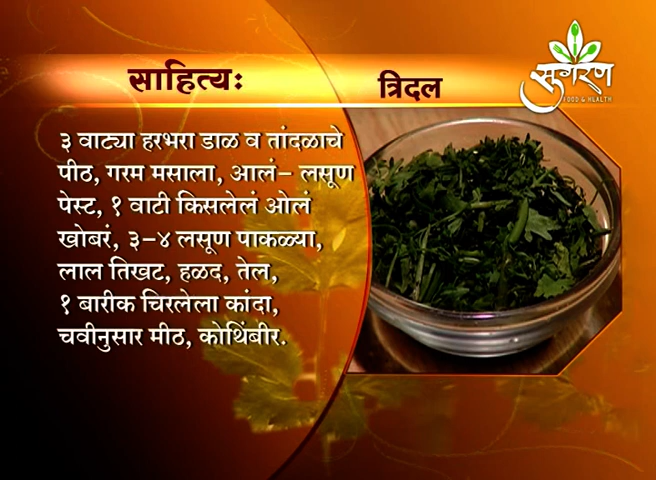 साहित्यः
त्रिदल
सुगरण
FOOD & HEALTH
३ वाट्या हरभरा डाळ व तांदळाचे
पीठ, गरम मसाला, आलं– लसूण
पेस्ट, १ वाटी किसलेलं ओलं
खोबरं, ३–४ लसूण पाकळ्या,
लाल तिखट, हळद, तेल,
१ बारीक चिरलेला कांदा,
चवीनुसार मीठ, कोथिंबीर.